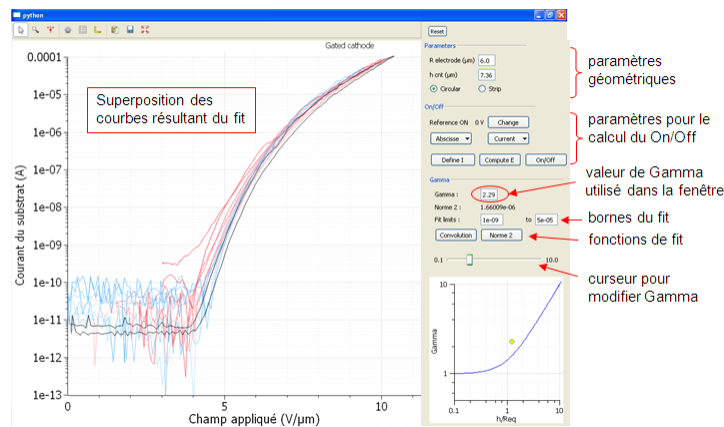 python
Reset
Gated cathode
Parameters
R electrode (µm) 6.0
h cnt (µm) 7.36
Circular Strip
On/Off
Reference ON 0 V Change
Abscisse Current
Define I Compute E On/Off
Gamma
Gamma : 2.29
Norme 2 : 1.66009e-06
Fit limits : 1e-09 to 5e-05
Convolution Norme 2
0.1 10.0
10
Gamma
1
0.1 1 10
h/Req
Superposition des
courbes résultant du fit
Courant du substrat (A)
0.0001
1e-05
1e-06
1e-07
1e-08
1e-09
1e-10
1e-11
1e-12
1e-13
0 5 10
Champ appliqué (V/µm)
paramètres
géométriques
paramètres pour le
calcul du On/Off
valeur de Gamma
utilisé dans la fenêtre
bornes du fit
fonctions de fit
curseur pour
modifier Gamma